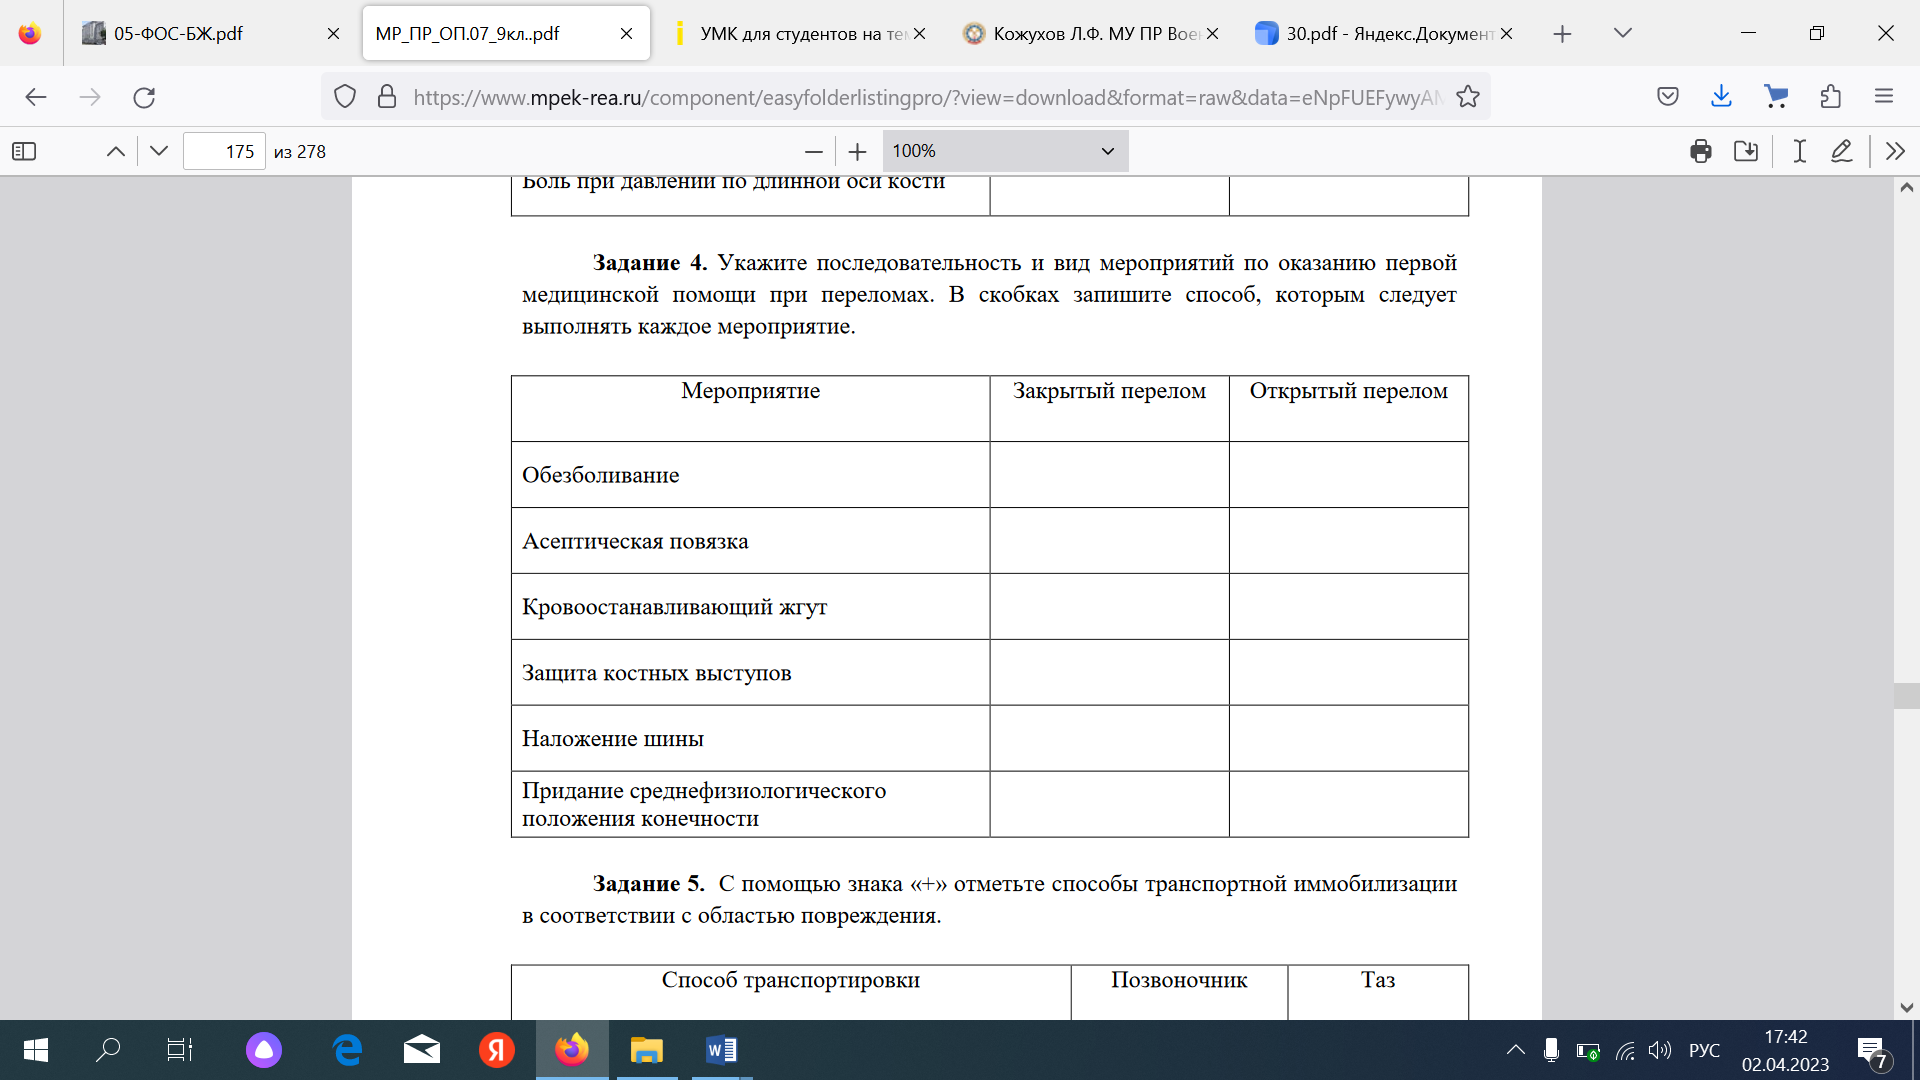 05-ФОС-БЖ.pdf
МР_ПР_ОП.07_9кл..pdf
УМК для студентов на те
Кожухов Л.Ф. МУ ПР Вое
30.pdf - Яндекс.Документ
https://www.mpek-rea.ru/component/easyfolderlistingpro/?view=download&format=raw&data=eNpFUEFywyAM
175 из 278
100%
Боль при давлении по длинной оси кости
Задание 4. Укажите последовательность и вид мероприятий по оказанию первой
медицинской помощи при переломах. В скобках запишите способ, которым следует
выполнять каждое мероприятие.
Мероприятие Закрытый перелом Открытый перелом
Обезболивание
Асептическая повязка
Кровоостанавливающий жгут
Защита костных выступов
Наложение шины
Придание среднефизиологического
положения конечности
Задание 5. С помощью знака «+» отметьте способы транспортной иммобилизации
в соответствии с областью повреждения.
Способ транспортировки Позвоночник Таз
РУС
17:42
02.04.2023
7